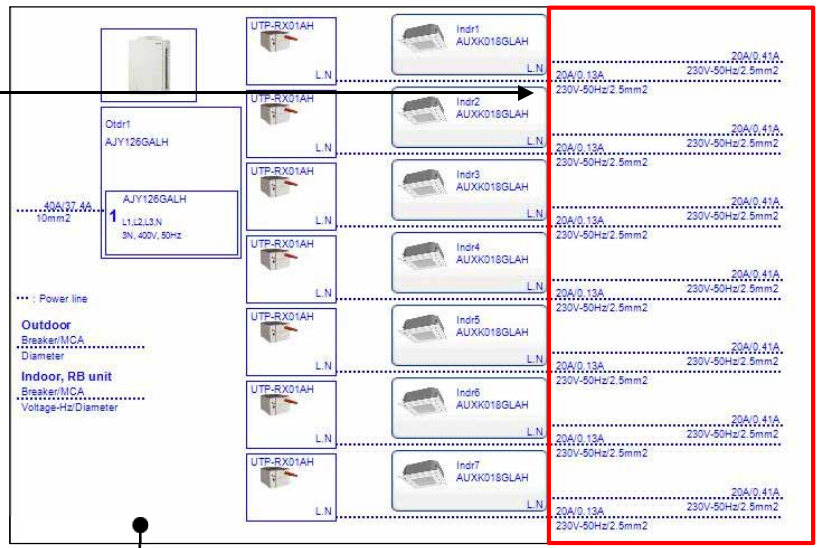 UTP-RX01AH
L.N
Indr1
AUXK018GLAH
L.N
20A/0.41A
230V-50Hz/2.5mm2
20A/0.13A
230V-50Hz/2.5mm2
Otdr1
AJY126GALH
UTP-RX01AH
L.N
Indr2
AUXK018GLAH
L.N
20A/0.41A
230V-50Hz/2.5mm2
20A/0.13A
230V-50Hz/2.5mm2
40A/37.4A
10mm2
AJY126GALH
1
L1,L2,L3,N
3N, 400V, 50Hz
UTP-RX01AH
L.N
Indr3
AUXK018GLAH
L.N
20A/0.41A
230V-50Hz/2.5mm2
20A/0.13A
230V-50Hz/2.5mm2
UTP-RX01AH
L.N
Indr4
AUXK018GLAH
L.N
20A/0.41A
230V-50Hz/2.5mm2
20A/0.13A
230V-50Hz/2.5mm2
: Power line
Outdoor
Breaker/MCA
Diameter
Indoor, RB unit
Breaker/MCA
Voltage-Hz/Diameter
UTP-RX01AH
L.N
Indr5
AUXK018GLAH
L.N
20A/0.41A
230V-50Hz/2.5mm2
20A/0.13A
230V-50Hz/2.5mm2
UTP-RX01AH
L.N
Indr6
AUXK018GLAH
L.N
20A/0.41A
230V-50Hz/2.5mm2
20A/0.13A
230V-50Hz/2.5mm2
UTP-RX01AH
L.N
Indr7
AUXK018GLAH
L.N
20A/0.41A
230V-50Hz/2.5mm2
20A/0.13A
230V-50Hz/2.5mm2